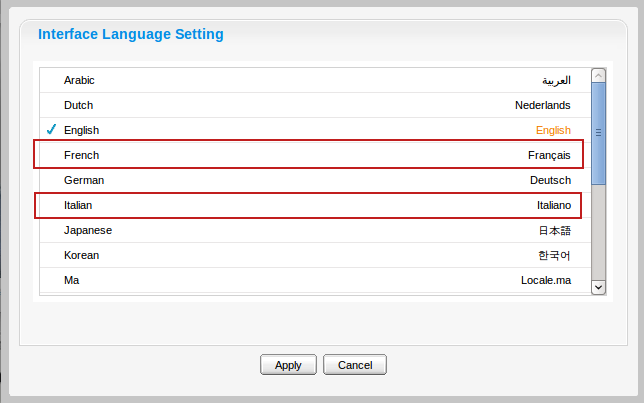 Interface Language Setting
Arabic العربية
Dutch Nederlands
English English
French Français
German Deutsch
Italian Italiano
Japanese 日本語
Korean 한국어
Ma Locale.ma
Apply Cancel